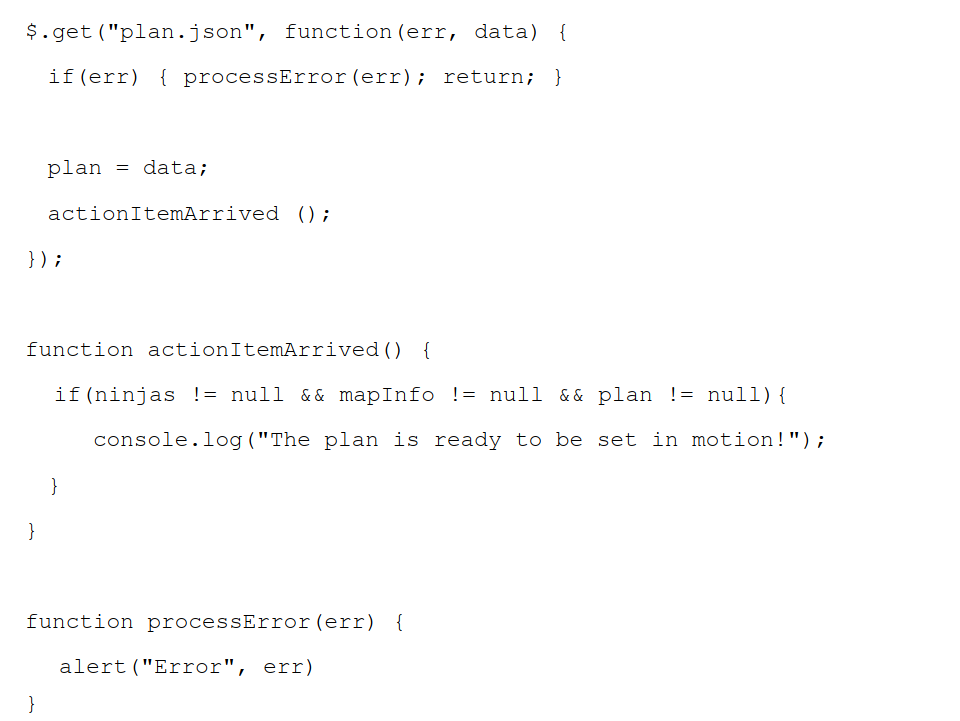 $.get("plan.json", function(err, data) {
if(err) { processError(err); return; }
plan = data;
actionItemArrived ();
});
function actionItemArrived() {
if(ninjas != null && mapInfo != null && plan != null){
console.log("The plan is ready to be set in motion!");
}
}
function processError(err) {
alert("Error", err)
}